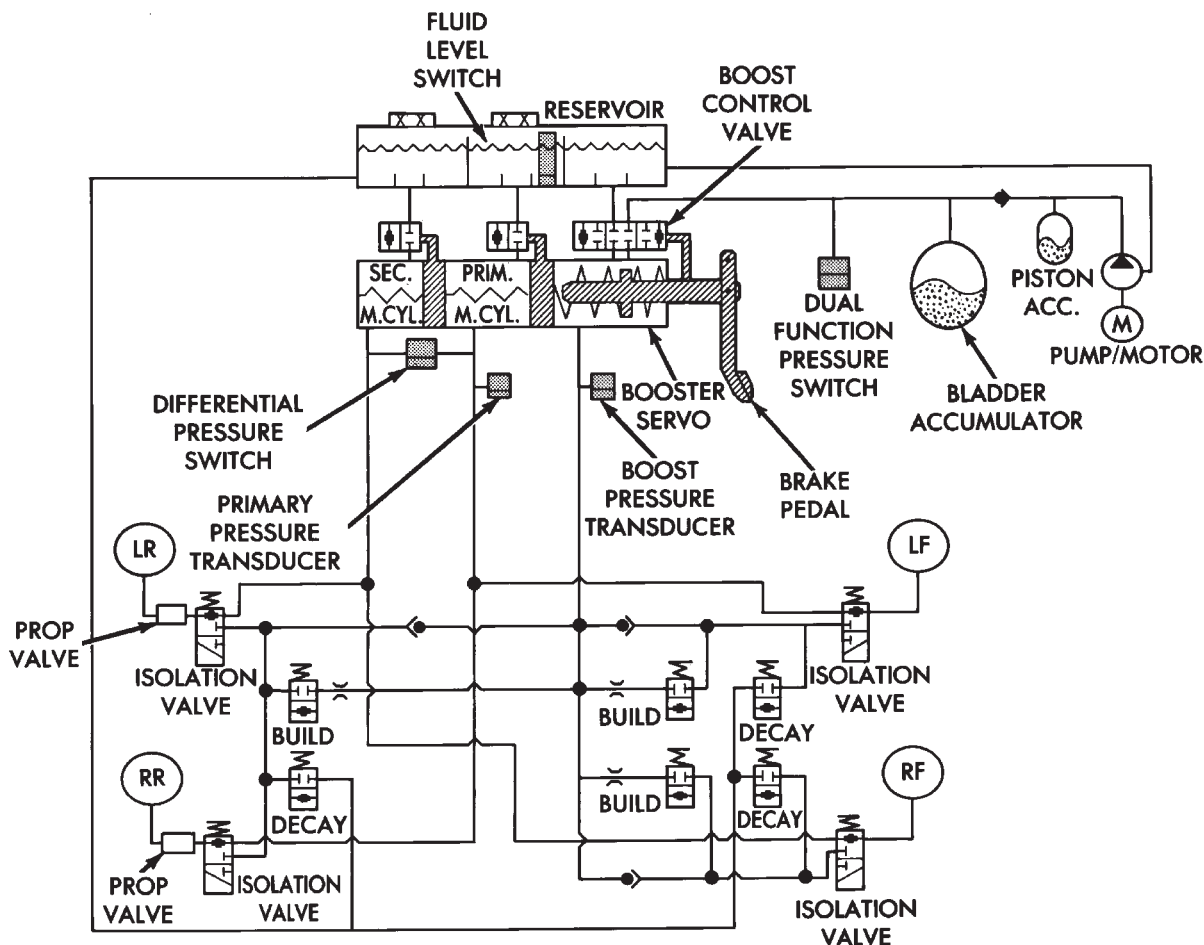 FLUID
LEVEL
SWITCH
RESERVOIR
BOOST
CONTROL
VALVE
SEC.
M.CYL.
PRIM.
M.CYL.
DUAL
FUNCTION
PRESSURE
SWITCH
PISTON
ACC.
M
PUMP/MOTOR
BLADDER
ACCUMULATOR
DIFFERENTIAL
PRESSURE
SWITCH
BOOSTER
SERVO
PRIMARY
PRESSURE
TRANSDUCER
BOOST
PRESSURE
TRANSDUCER
BRAKE
PEDAL
LR
LF
PROP
VALVE
ISOLATION
VALVE
ISOLATION
VALVE
BUILD
BUILD
DECAY
RR
RF
DECAY
BUILD
DECAY
PROP
VALVE
ISOLATION
VALVE
ISOLATION
VALVE